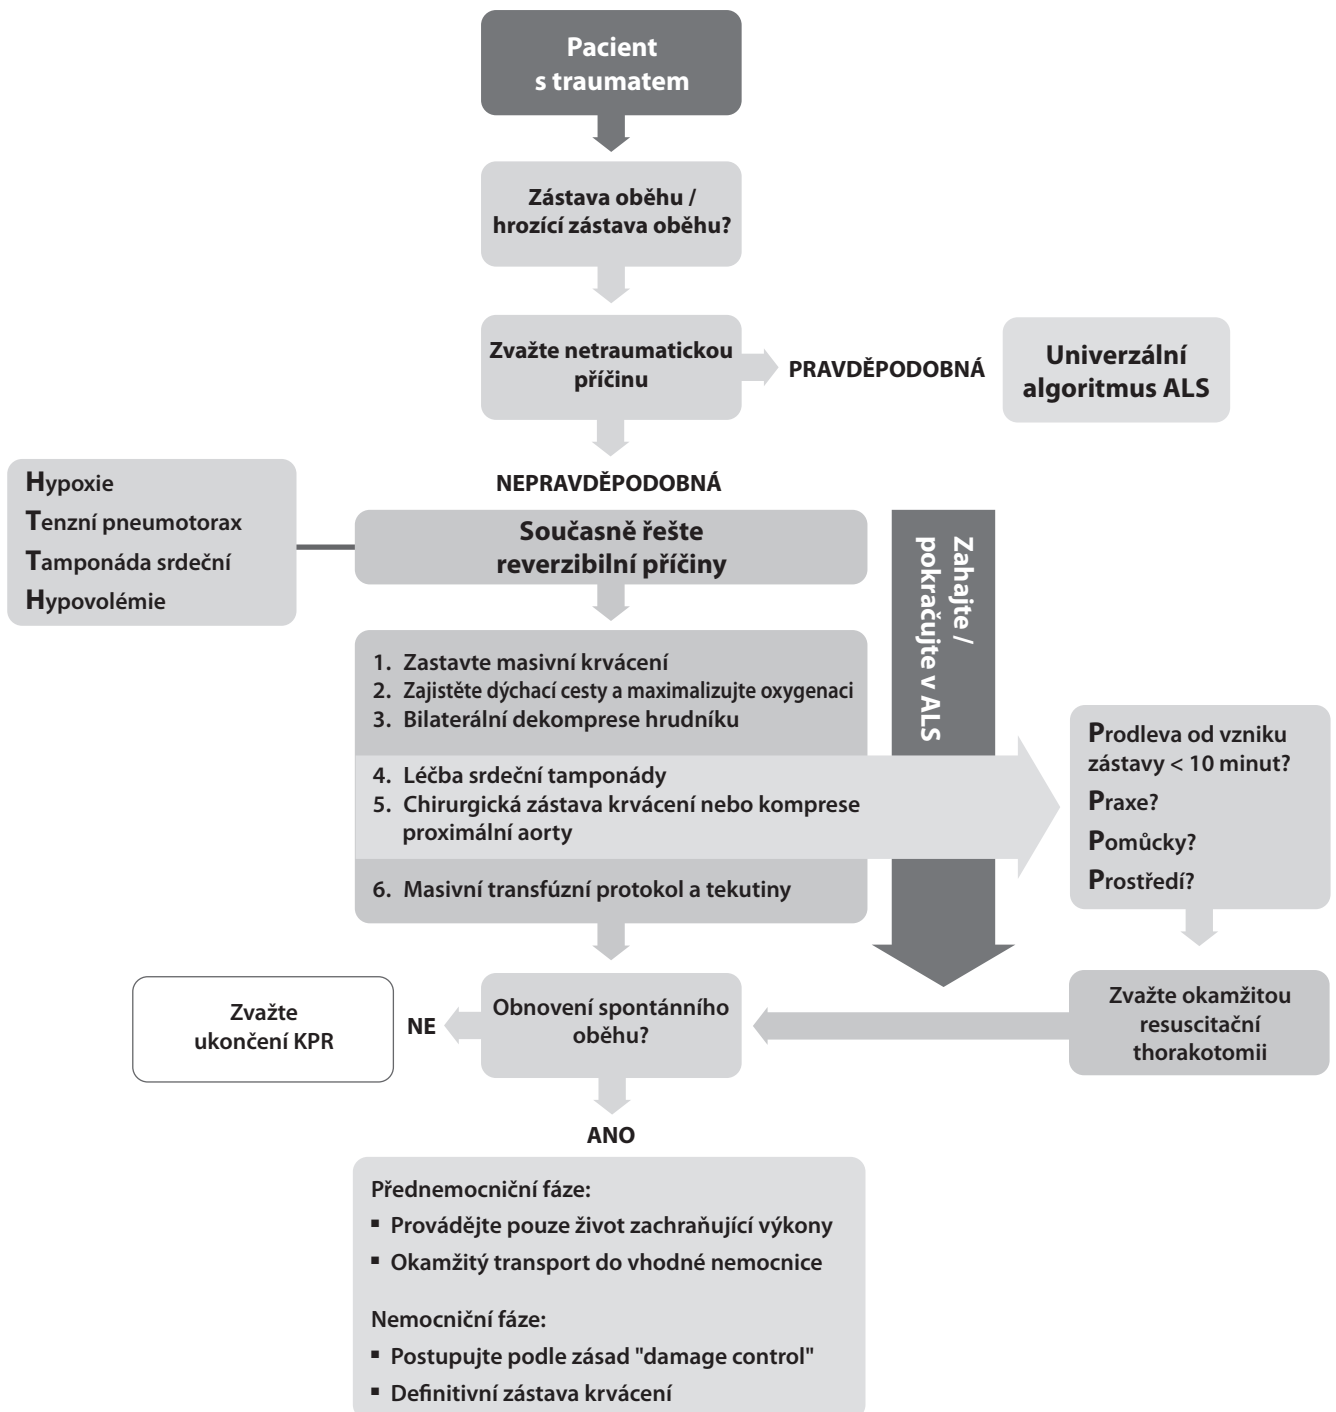 Pacient
s traumatem
Zástava oběhu /
hrozící zástava oběhu?
Zvažte netraumatickou
příčinu
PRAVDĚPODOBNÁ
Univerzální
algoritmus ALS
NEPRAVDĚPODOBNÁ
Hypoxie
Tenzní pneumotorax
Tamponáda srdeční
Hypovolémie
Současně řešte
reverzibilní příčiny
Zahajte /
pokračujte v ALS
1. Zastavte masivní krvácení
2. Zajistěte dýchací cesty a maximalizujte oxygenaci
3. Bilaterální dekomprese hrudníku
4. Léčba srdeční tamponády
5. Chirurgická zástava krvácení nebo komprese
proximální aorty
6. Masivní transfúzní protokol a tekutiny
Prodleva od vzniku
zástavy < 10 minut?
Praxe?
Pomůcky?
Prostředí?
Zvažte okamžitou
resuscitační
thorakotomii
Obnovení spontánního
oběhu?
NE
Zvažte
ukončení KPR
ANO
Přednemocniční fáze:
▪ Provádějte pouze život zachraňující výkony
▪ Okamžitý transport do vhodné nemocnice
Nemocniční fáze:
▪ Postupujte podle zásad "damage control"
▪ Definitivní zástava krvácení